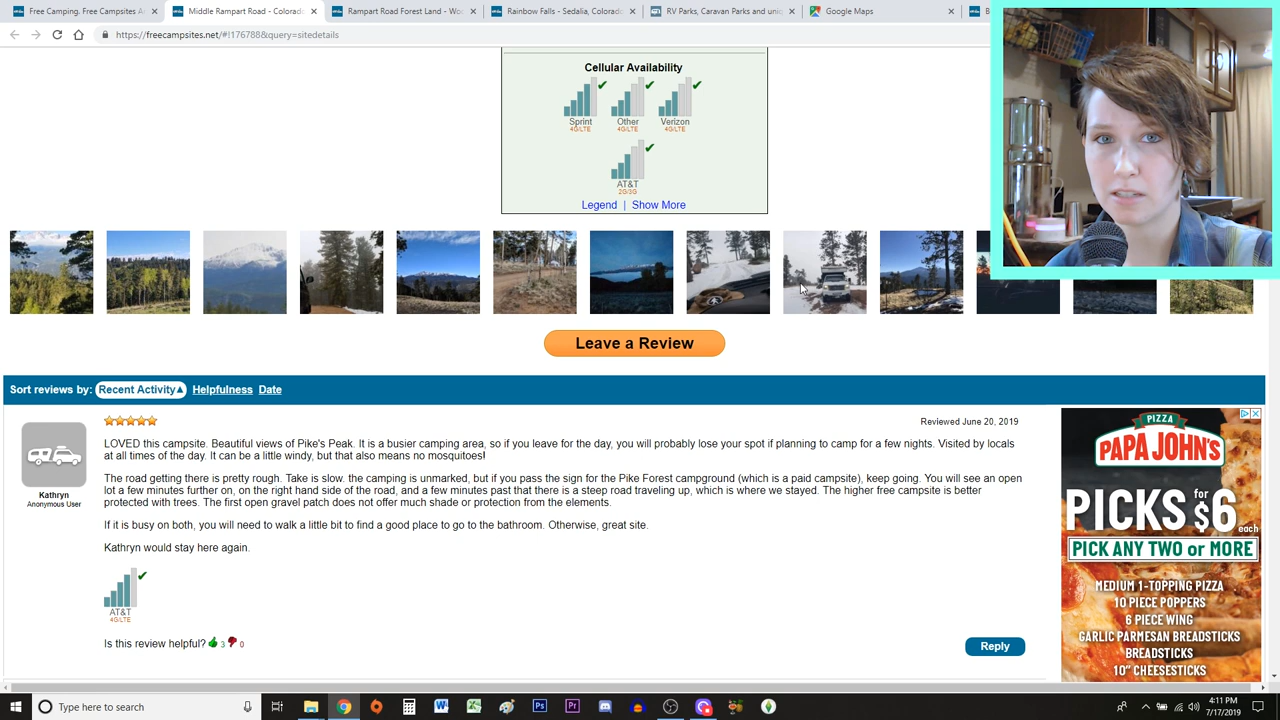 Free Camping. Free Campsites A
Middle Rampart Road - Colorado
Rampart Road Forest Land - Wo
Rainbow Falls - Sedalia, Colorado
RV Parks, Caravan Parks and uniq
Google Maps
https://freecampsites.net/#!176788&query=sitedetails
Cellular Availability
Sprint
4G/LTE
Other
4G/LTE
Verizon
4G/LTE
AT&T
2G/3G
Legend | Show More
Leave a Review
Sort reviews by: Recent Activity▲ Helpfulness Date
Reviewed June 20, 2019
LOVED this campsite. Beautiful views of Pike's Peak. It is a busier camping area, so if you leave for the day, you will probably lose your spot if planning to camp for a few nights. Visited by locals
at all times of the day. It can be a little windy, but that also meant no mosquitoes!
The road getting there is pretty rough. Take is slow. the camping is unmarked, but if you pass the sign for the Pike Forest campground (which is a paid campsite), keep going. You will see an open
lot a few minutes further on, on the right hand side of the road, and a few minutes past that there is a steep road traveling up, which is where we stayed. The higher free campsite is better
protected with trees. The first open gravel patch does not offer much shade or protection from the elements.
If it is busy on both, you will need to walk a little bit to find a good place to go to the bathroom. Otherwise, great site.
Kathryn would stay here again.
Kathryn
Anonymous User
AT&T
4G/LTE
Is this review helpful? 3 0
Reply
PIZZA
PAPA JOHN'S
PICKS for $6 each
PICK ANY TWO or MORE
MEDIUM 1-TOPPING PIZZA
10 PIECE POPPERS
6 PIECE WING
GARLIC PARMESAN BREADSTICKS
BREADSTICKS
10" CHEESESTICKS
Type here to search
4:11 PM
7/17/2019